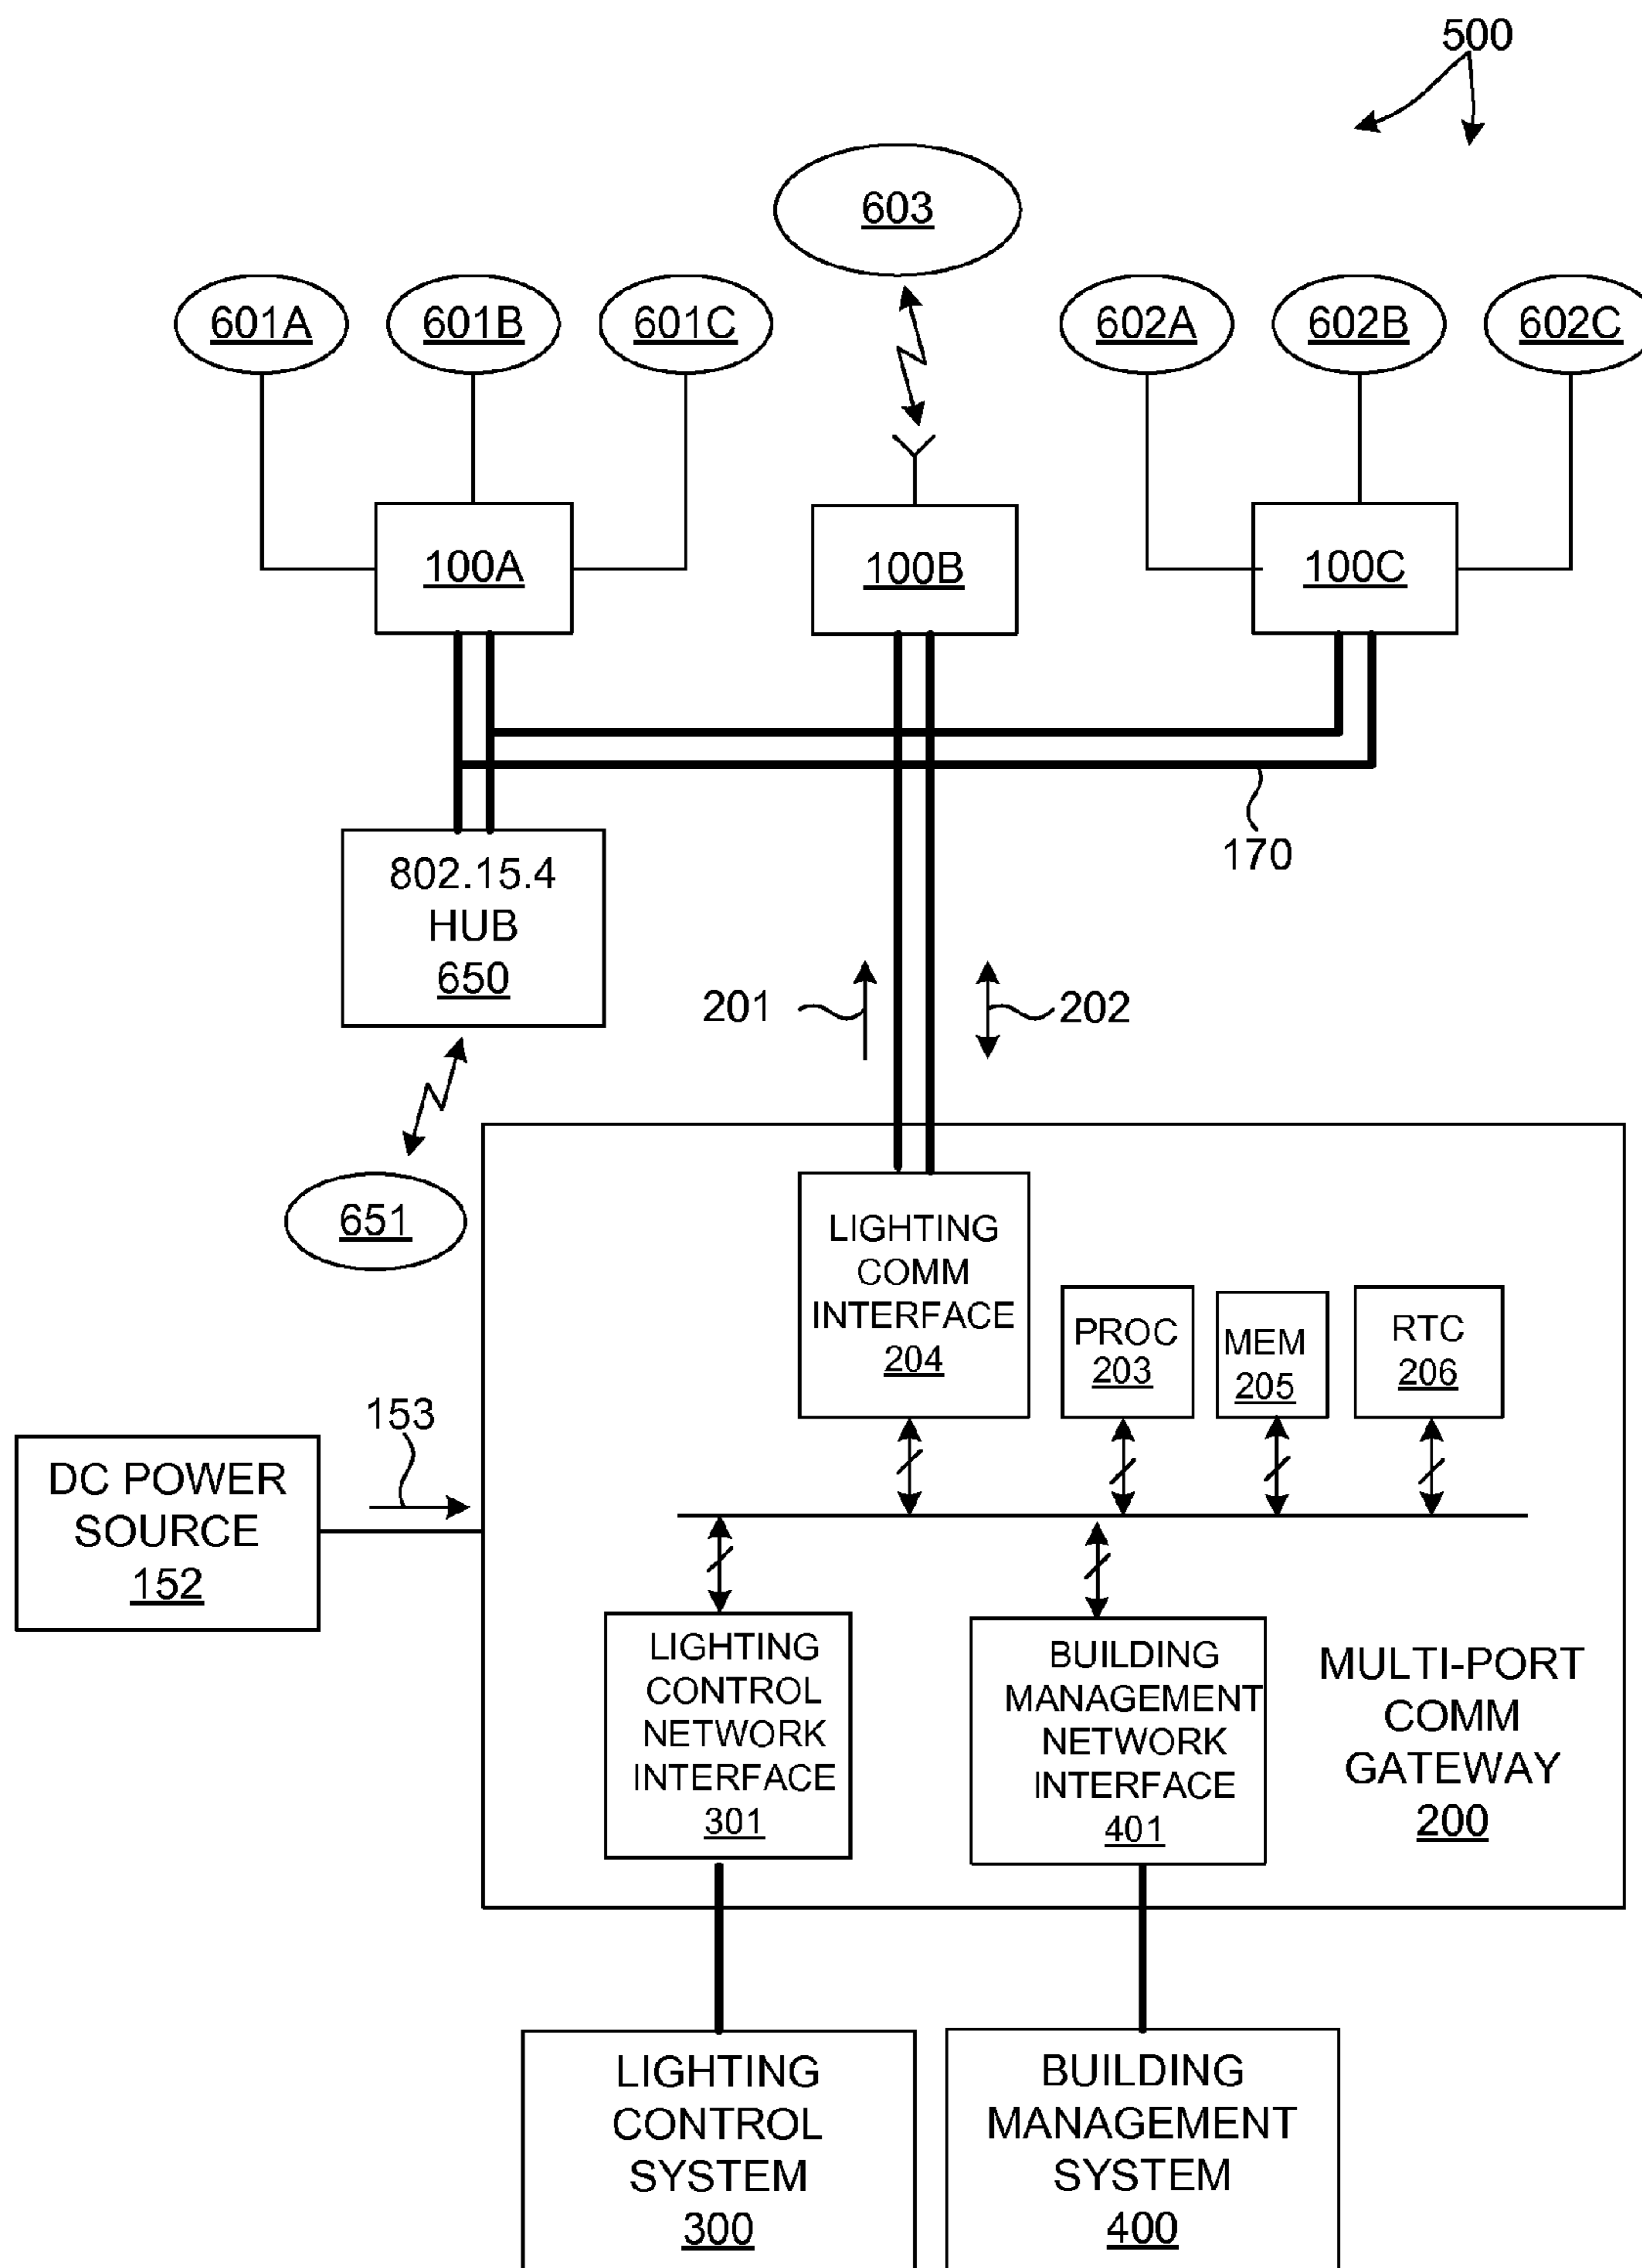 500
603
601A 601B 601C 602A 602B 602C
100A 100B 100C
170
802.15.4
HUB
650
201 202
651
LIGHTING
COMM
INTERFACE
204
PROC
203
MEM
205
RTC
206
153
DC POWER
SOURCE
152
LIGHTING
CONTROL
NETWORK
INTERFACE
301
BUILDING
MANAGEMENT
NETWORK
INTERFACE
401
MULTI-PORT
COMM
GATEWAY
200
LIGHTING
CONTROL
SYSTEM
300
BUILDING
MANAGEMENT
SYSTEM
400